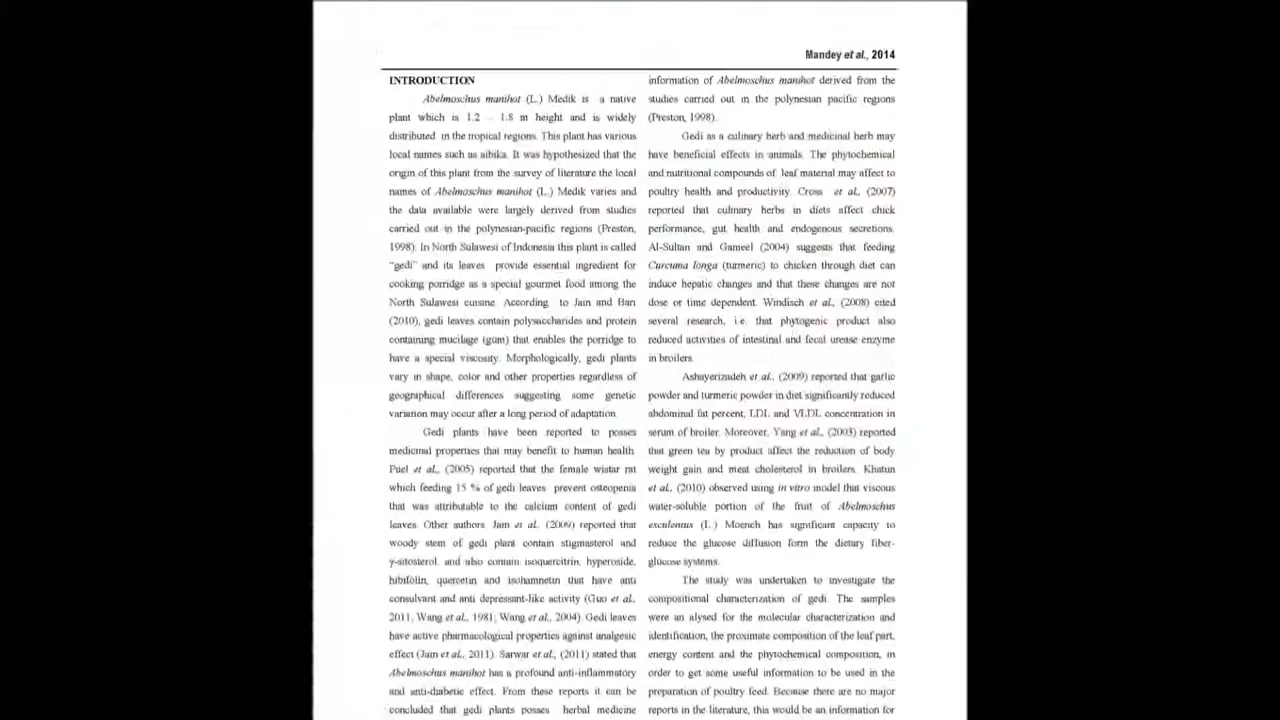 Mandey et al., 2014
INTRODUCTION
Abelmoschus manihot (L.) Medik is a native
plant which is 1.2 – 1.8 m height and is widely
distributed in the tropical regions. This plant has various
local names such as aibika. It was hypothesized that the
origin of this plant from the survey of literature the local
names of Abelmoschus manihot (L.) Medik varies and
the data available were largely derived from studies
carried out in the polynesian-pacific regions (Preston,
1998). In North Sulawesi of Indonesia this plant is called
"gedi" and its leaves provide essential ingredient for
cooking porridge as a special gourmet food among the
North Sulawesi cuisine. According to Jain and Bari
(2010), gedi leaves contain polysaccharides and protein
containing mucilage (gum) that enables the porridge to
have a special viscosity. Morphologically, gedi plants
vary in shape, color and other properties regardless of
geographical differences suggesting some genetic
variation may occur after a long period of adaptation.
Gedi plants have been reported to posses
medicinal properties that may benefit to human health.
Puel et al., (2005) reported that the female wistar rat
which feeding 15 % of gedi leaves prevent osteopenia
that was attributable to the calcium content of gedi
leaves. Other authors Jain et al. (2009) reported that
woody stem of gedi plant contain stigmasterol and
γ-sitosterol, and also contain isoquercitrin, hyperoside,
hibifolin, quercetin and isohamnetin that have anti
consulvant and anti depressant-like activity (Guo et al.,
2011, Wang et al., 1981, Wang et al., 2004). Gedi leaves
have active pharmacological properties against analgesic
effect (Jain et al., 2011). Sarwar et al., (2011) stated that
Abelmoschus manihot has a profound anti-inflammatory
and anti-diabetic effect. From these reports it can be
concluded that gedi plants posses herbal medicine
information of Abelmoschus manihot derived from the
studies carried out in the polynesian pacific regions
(Preston, 1998).
Gedi as a culinary herb and medicinal herb may
have beneficial effects in animals. The phytochemical
and nutritional compounds of leaf material may affect to
poultry health and productivity. Cross et al., (2007)
reported that culinary herbs in diets affect chick
performance, gut health and endogenous secretions.
Al-Sultan and Gameel (2004) suggests that feeding
Curcuma longa (turmeric) to chicken through diet can
induce hepatic changes and that these changes are not
dose or time dependent. Windisch et al., (2008) cited
several research, i.e. that phytogenic product also
reduced activities of intestinal and fecal urease enzyme
in broilers.
Ashayerizadeh et al., (2009) reported that garlic
powder and turmeric powder in diet significantly reduced
abdominal fat percent, LDL and VLDL concentration in
serum of broiler. Moreover, Yang et al., (2003) reported
that green tea by product affect the reduction of body
weight gain and meat cholesterol in broilers. Khatun
et al., (2010) observed using in vitro model that viscous
water-soluble portion of the fruit of Abelmoschus
esculentus (L.) Moench has significant capacity to
reduce the glucose diffusion form the dietary fiber-
glucose systems.
The study was undertaken to investigate the
compositional characterization of gedi. The samples
were an alysed for the molecular characterization and
identification, the proximate composition of the leaf part,
energy content and the phytochemical composition, in
order to get some useful information to be used in the
preparation of poultry feed. Because there are no major
reports in the literature, this would be an information for